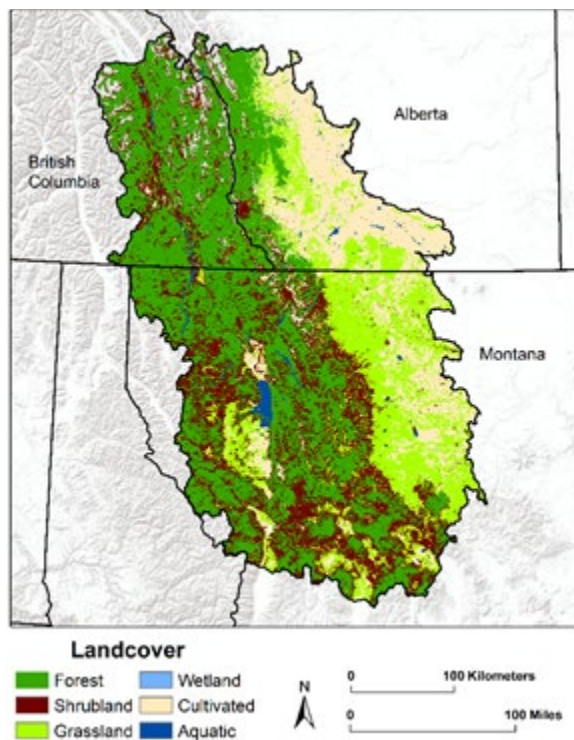 Alberta
British
Columbia
Montana
Landcover
Forest
Wetland
Shrubland
Cultivated
Grassland
Aquatic
N
0
100 Kilometers
0
100 Miles